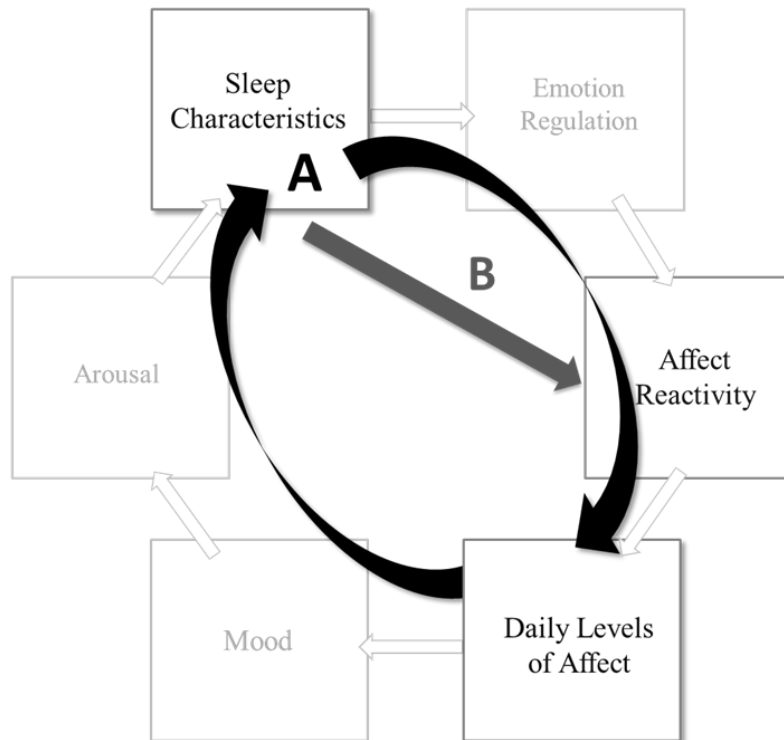 Sleep
Characteristics
Emotion
Regulation
A
B
Arousal
Affect
Reactivity
Mood
Daily Levels
of Affect